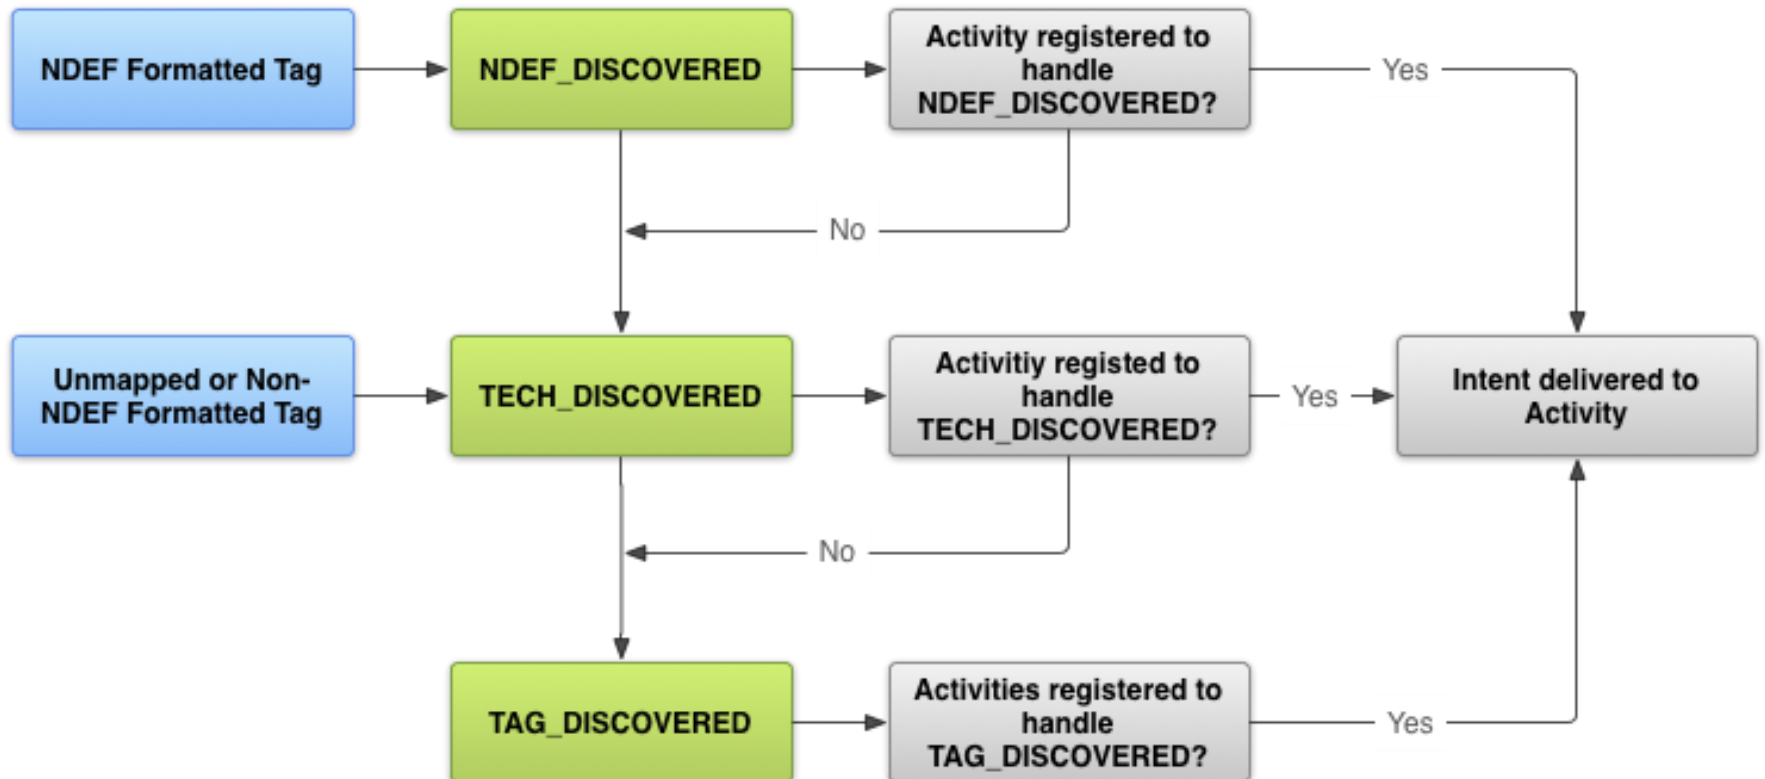 NDEF Formatted Tag
NDEF_DISCOVERED
Activity registered to
handle
NDEF_DISCOVERED?
Yes
No
Unmapped or Non-
NDEF Formatted Tag
TECH_DISCOVERED
Activitiy registed to
handle
TECH_DISCOVERED?
Yes
Intent delivered to
Activity
No
TAG_DISCOVERED
Activities registered to
handle
TAG_DISCOVERED?
Yes